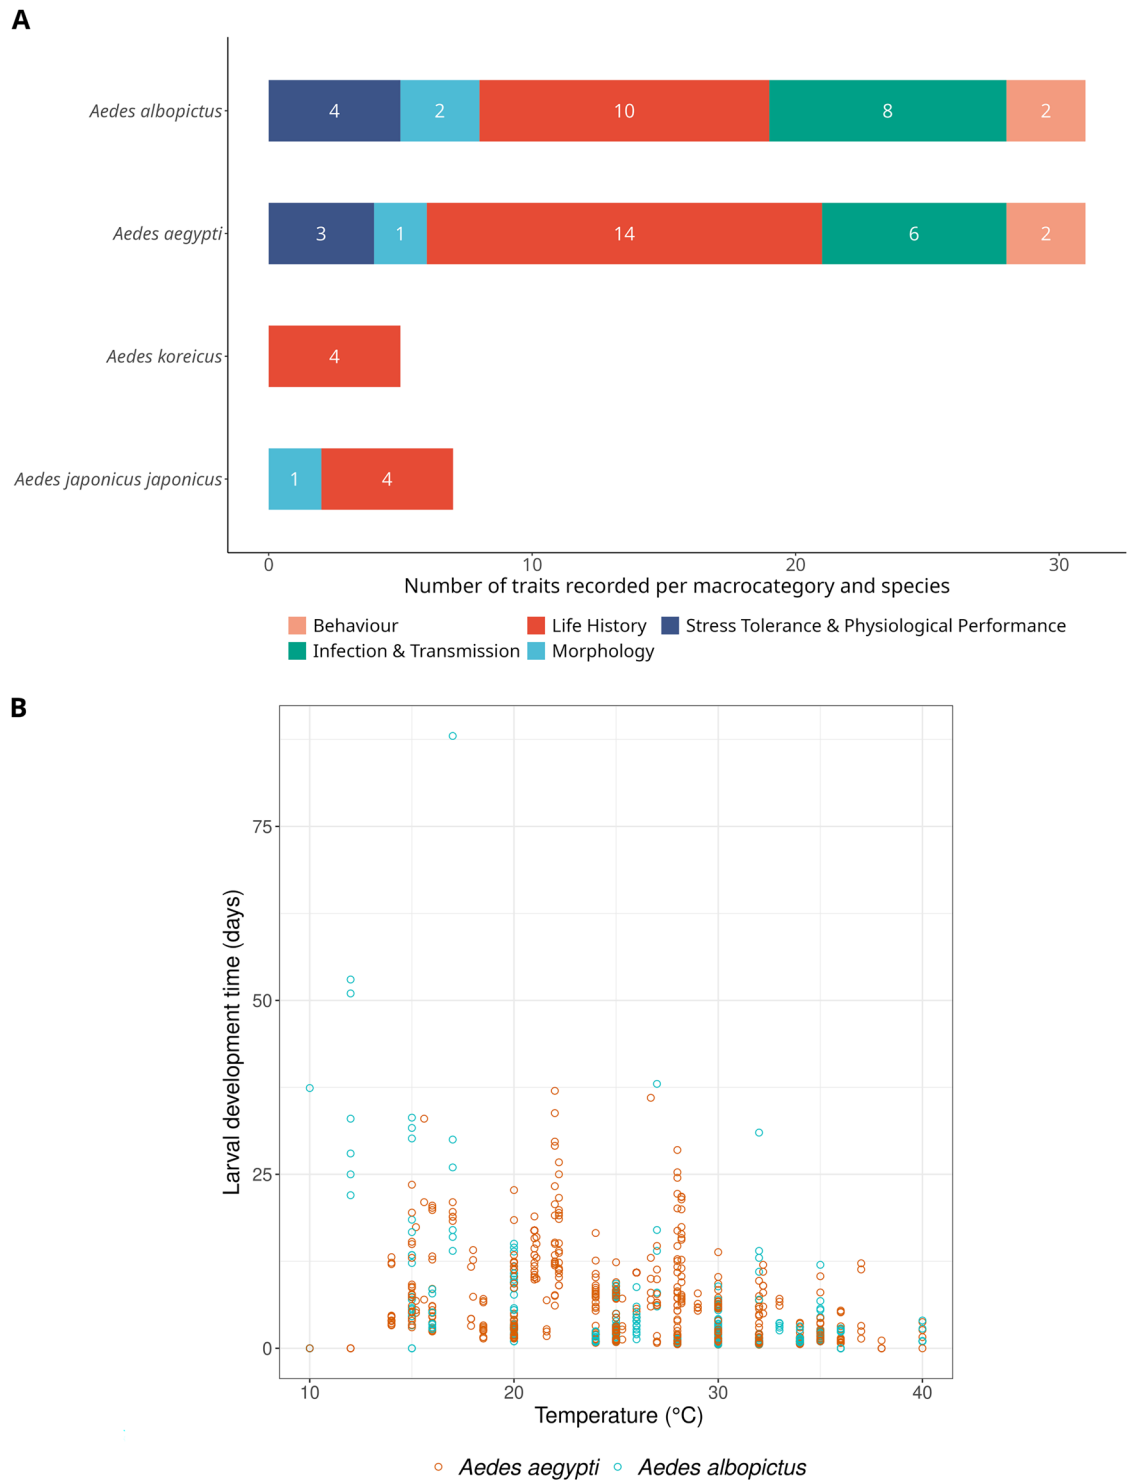 A
Aedes albopictus
4 2 10 8 2
Aedes aegypti
3 1 14 6 2
Aedes koreicus
4
Aedes japonicus japonicus
1 4
0 10 20 30
Number of traits recorded per macrocategory and species
Behaviour Life History Stress Tolerance & Physiological Performance
Infection & Transmission Morphology
B
Larval development time (days)
75
50
25
0
10 20 30 40
Temperature (°C)
Aedes aegypti Aedes albopictus